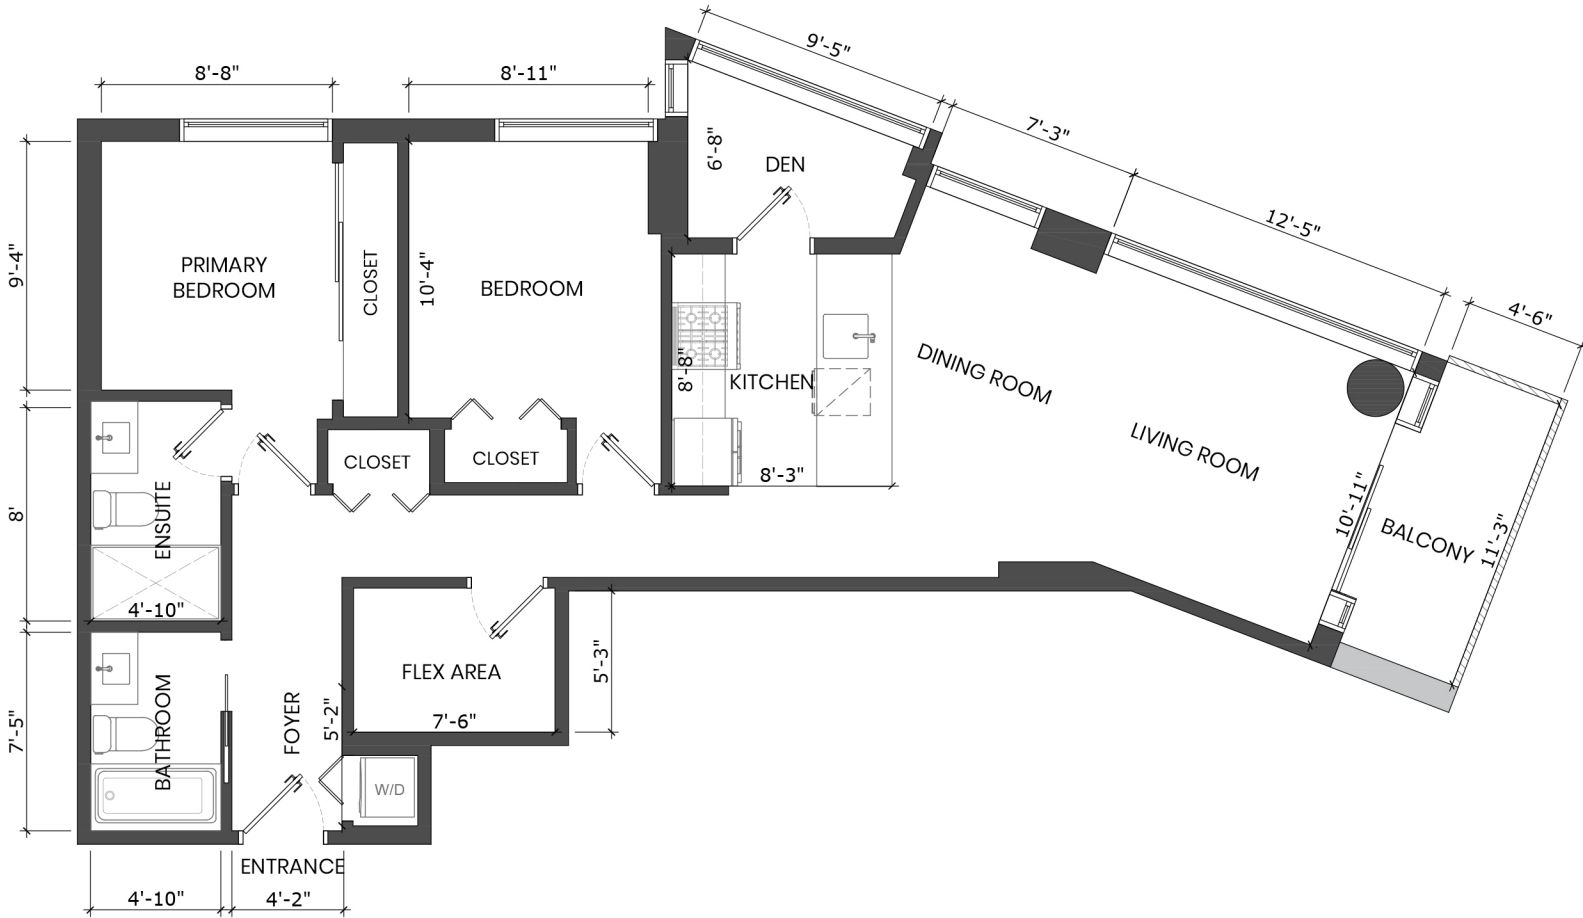 9'-5"
8'-8"
8'-11"
7'-3"
6'-8"
DEN
12'-5"
9'-4"
PRIMARY
BEDROOM
CLOSET
10'-4"
BEDROOM
4'-6"
8'-8"
KITCHEN
DINING ROOM
LIVING ROOM
CLOSET
CLOSET
8'-3"
10'-11"
BALCONY
11'-3"
8'
ENSUITE
4'-10"
FLEX AREA
5'-3"
7'-6"
7'-5"
BATHROOM
FOYER
5'-2"
W/D
ENTRANCE
4'-10"
4'-2"